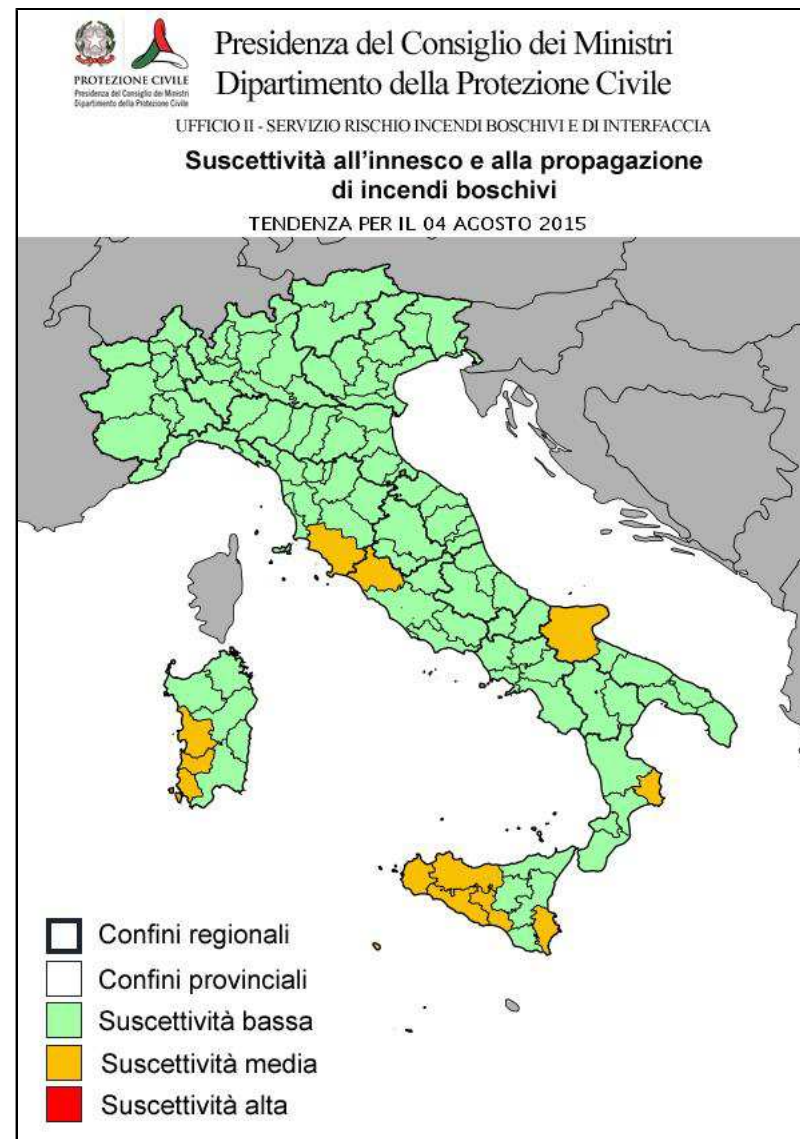 Presidenza del Consiglio dei Ministri
Dipartimento della Protezione Civile
PROTEZIONE CIVILE
Presidenza del Consiglio dei Ministri
Dipartimento della Protezione Civile
UFFICIO II - SERVIZIO RISCHIO INCENDI BOSCHIVI E DI INTERFACCIA
Suscettività all'innesco e alla propagazione
di incendi boschivi
TENDENZA PER IL 04 AGOSTO 2015
Confini regionali
Confini provinciali
Suscettività bassa
Suscettività media
Suscettività alta